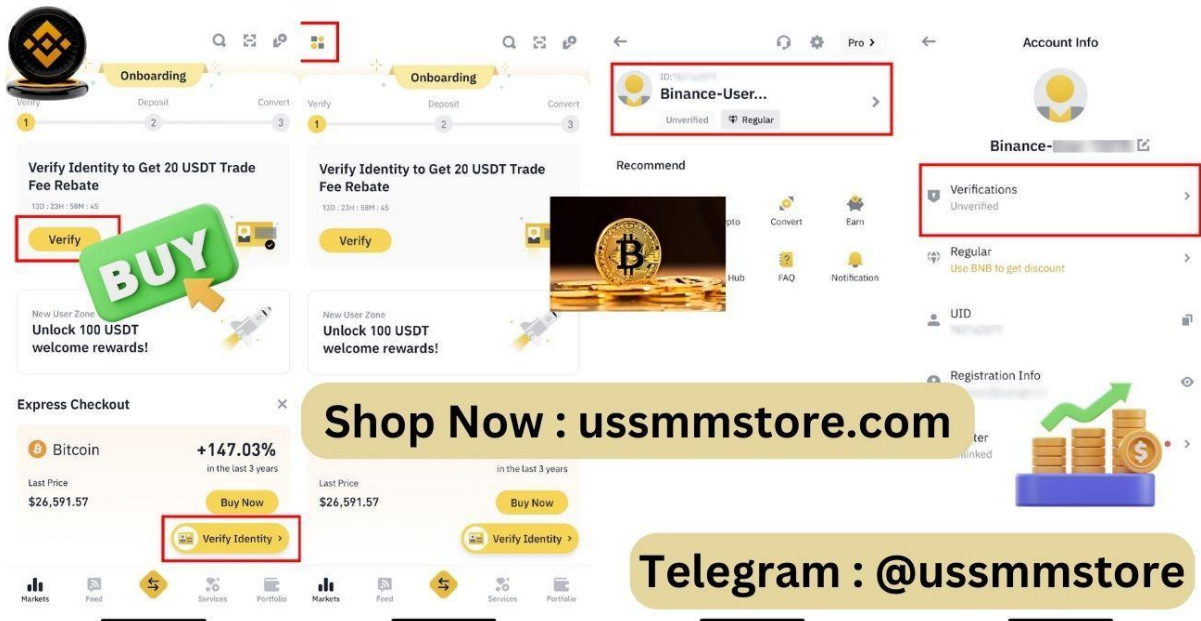 Onboarding
Verify
Deposit
Convert
1
2
3
Verify Identity to Get 20 USDT Trade
Fee Rebate
13D : 23H : 58M : 4S
Verify
BUY
New User Zone
Unlock 100 USDT
welcome rewards!
Express Checkout
Bitcoin
+147.03%
in the last 3 years
Last Price
$26,591.57
Buy Now
Verify Identity
Markets
Feed
Services
Portfolio
Onboarding
Verify
Deposit
Convert
1
2
3
Verify Identity to Get 20 USDT Trade
Fee Rebate
13D : 23H : 58M : 4S
Verify
New User Zone
Unlock 100 USDT
welcome rewards!
in the last 3 years
Last Price
$26,591.57
Buy Now
Verify Identity
Markets
Feed
Services
Portfolio
Pro
ID:
Binance-User...
Unverified
Regular
Recommend
Convert
Earn
Hub
FAQ
Notification
Account Info
Binance-
Verifications
Unverified
Regular
Use BNB to get discount
UID
Registration Info
Shop Now : ussmmstore.com
Telegram : @ussmmstore